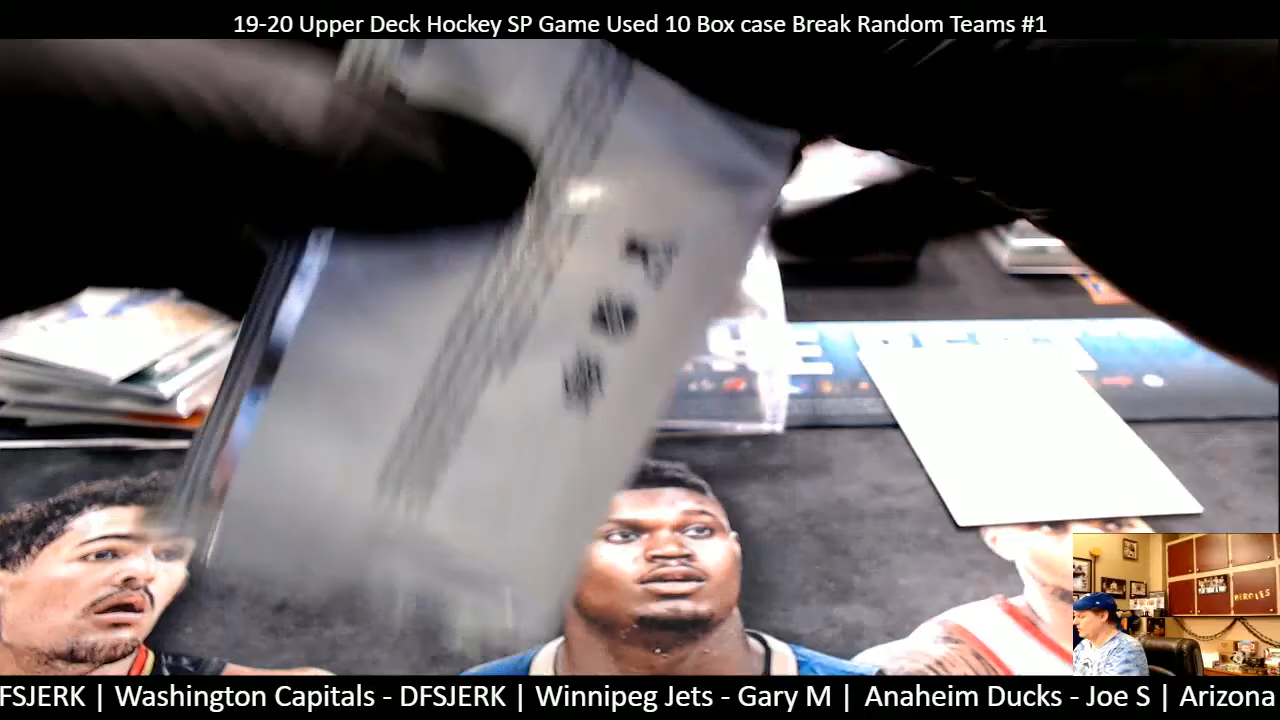 19-20 Upper Deck Hockey SP Game Used 10 Box case Break Random Teams #1
FSJERK | Washington Capitals - DFSJERK | Winnipeg Jets - Gary M | Anaheim Ducks - Joe S | Arizona